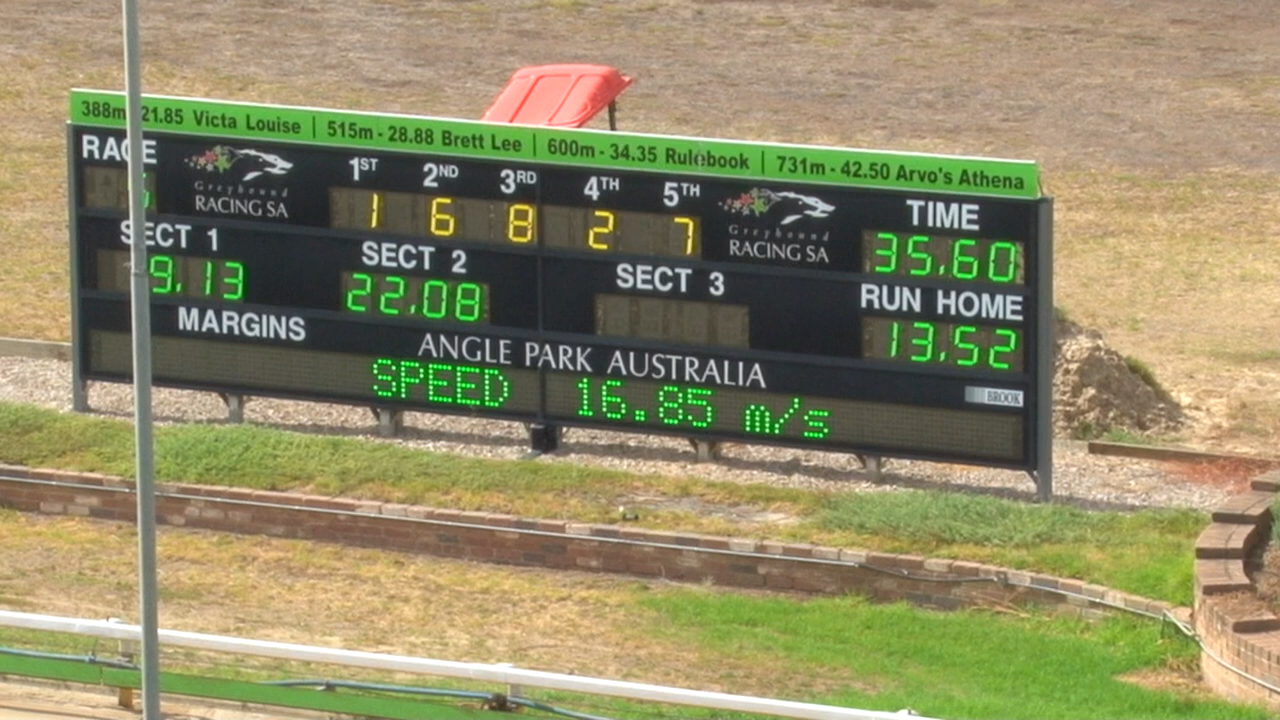 388m 21.85 Victa Louise | 515m - 28.88 Brett Lee | 600m - 34.35 Rulebook | 731m - 42.50 Arvo's Athena
RACE
Greyhound
RACING SA
1ST 2ND 3RD 4TH 5TH
1 6 8 2 7
Greyhound
RACING SA
TIME
35.60
SECT 1
9.13
SECT 2
22.08
SECT 3
RUN HOME
13.52
MARGINS
ANGLE PARK AUSTRALIA
SPEED 16.85 m/s
BROOK